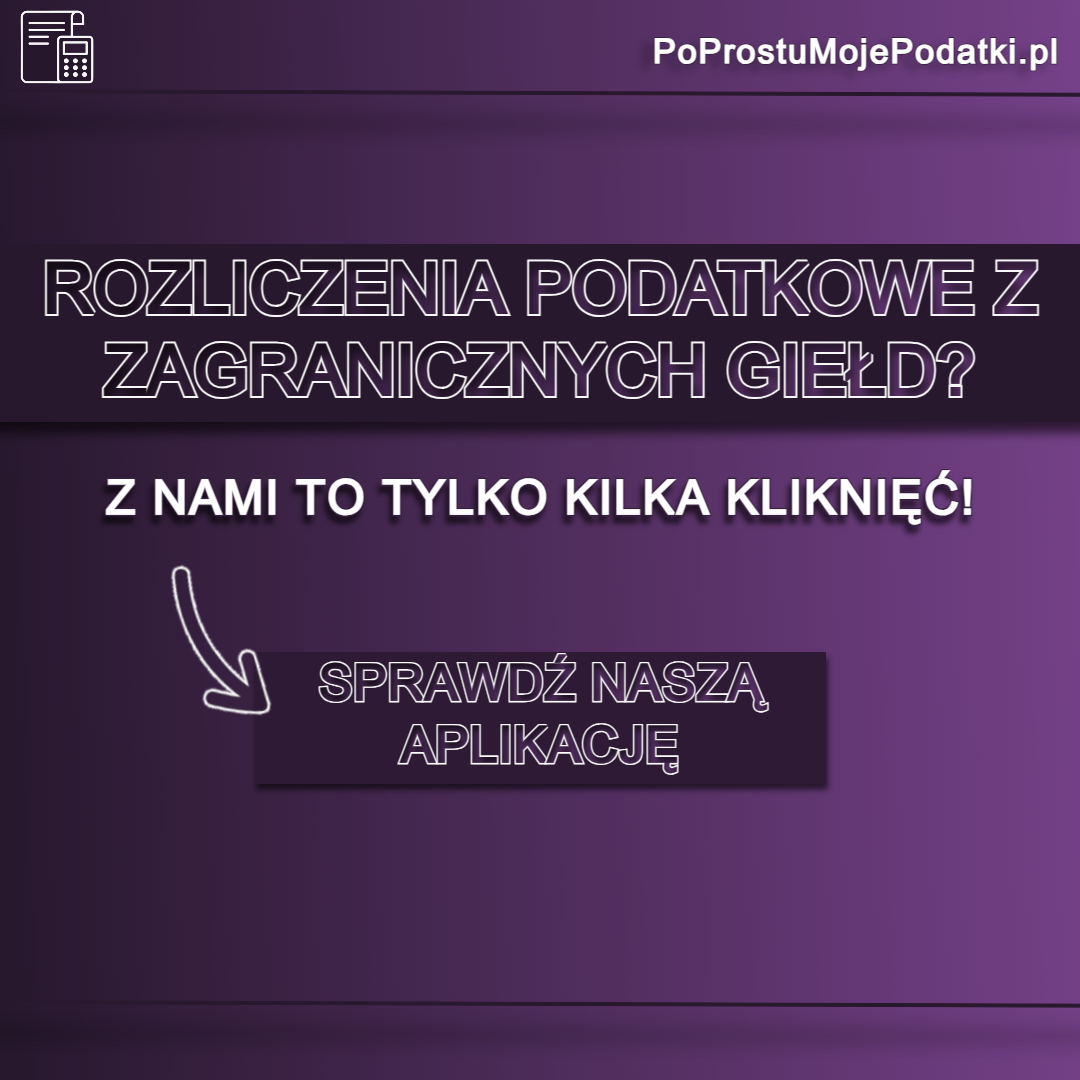 PoProstuMojePodatki.pl
ROZLICZENIA PODATKOWE Z
ZAGRANICZNYCH GIEŁD?
Z NAMI TO TYLKO KILKA KLIKNIĘĆ!
SPRAWDŹ NASZĄ
APLIKACJĘ